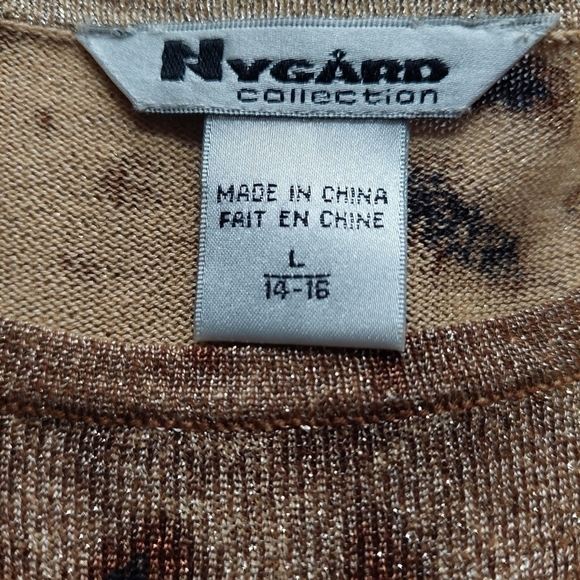 NYGÅRD
collection
MADE IN CHINA
FAIT EN CHINE
L
14-16